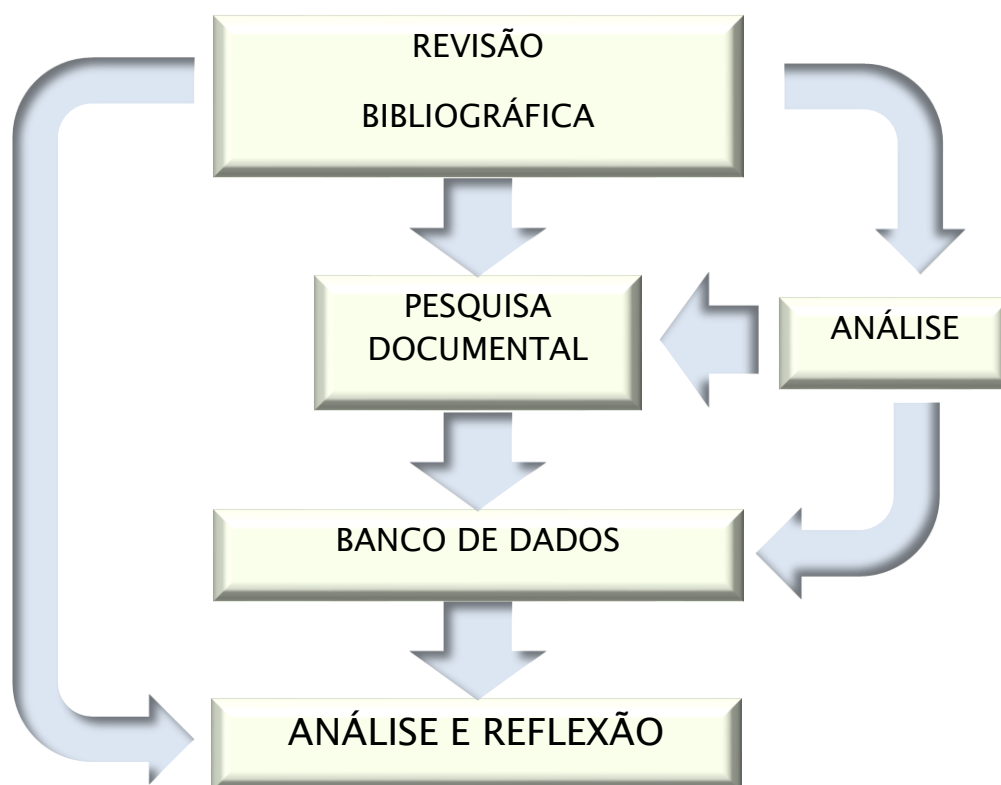 REVISÃO
BIBLIOGRÁFICA
PESQUISA
DOCUMENTAL
ANÁLISE
BANCO DE DADOS
ANÁLISE E REFLEXÃO